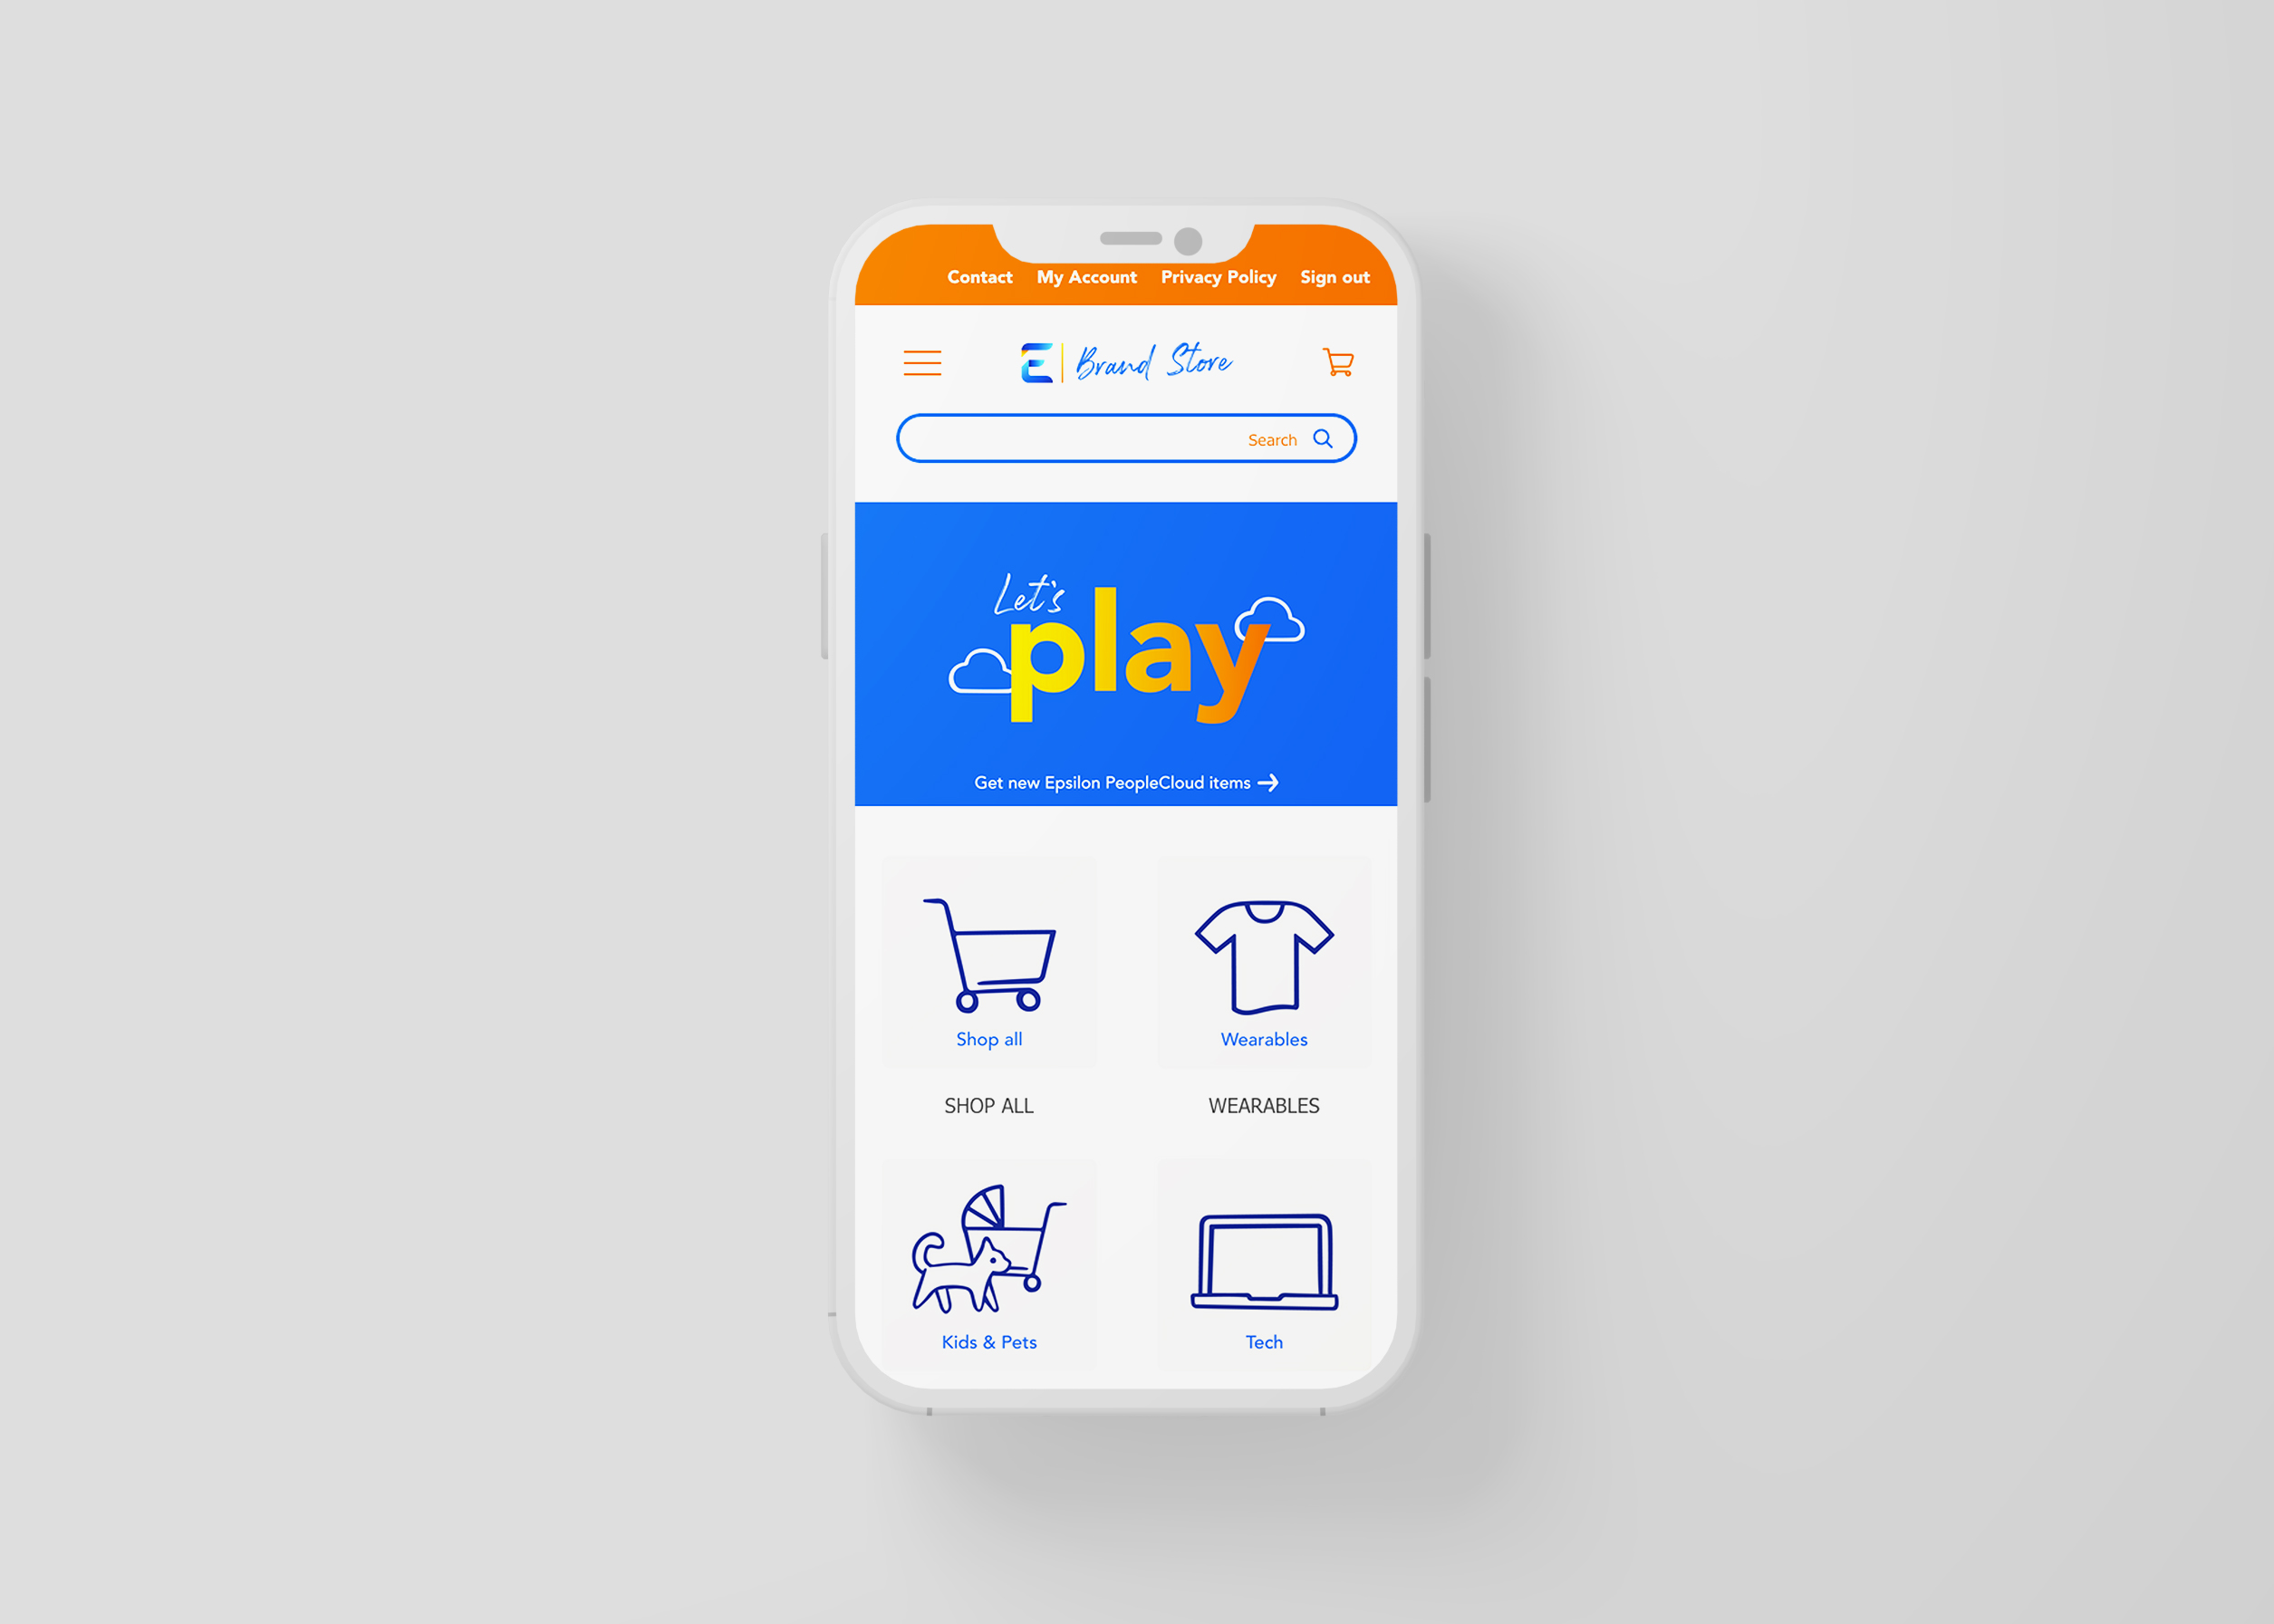 Contact My Account Privacy Policy Sign out
E Brand Store
Search
Let's
play
Get new Epsilon PeopleCloud items
Shop all Wearables
SHOP ALL WEARABLES
Kids & Pets Tech